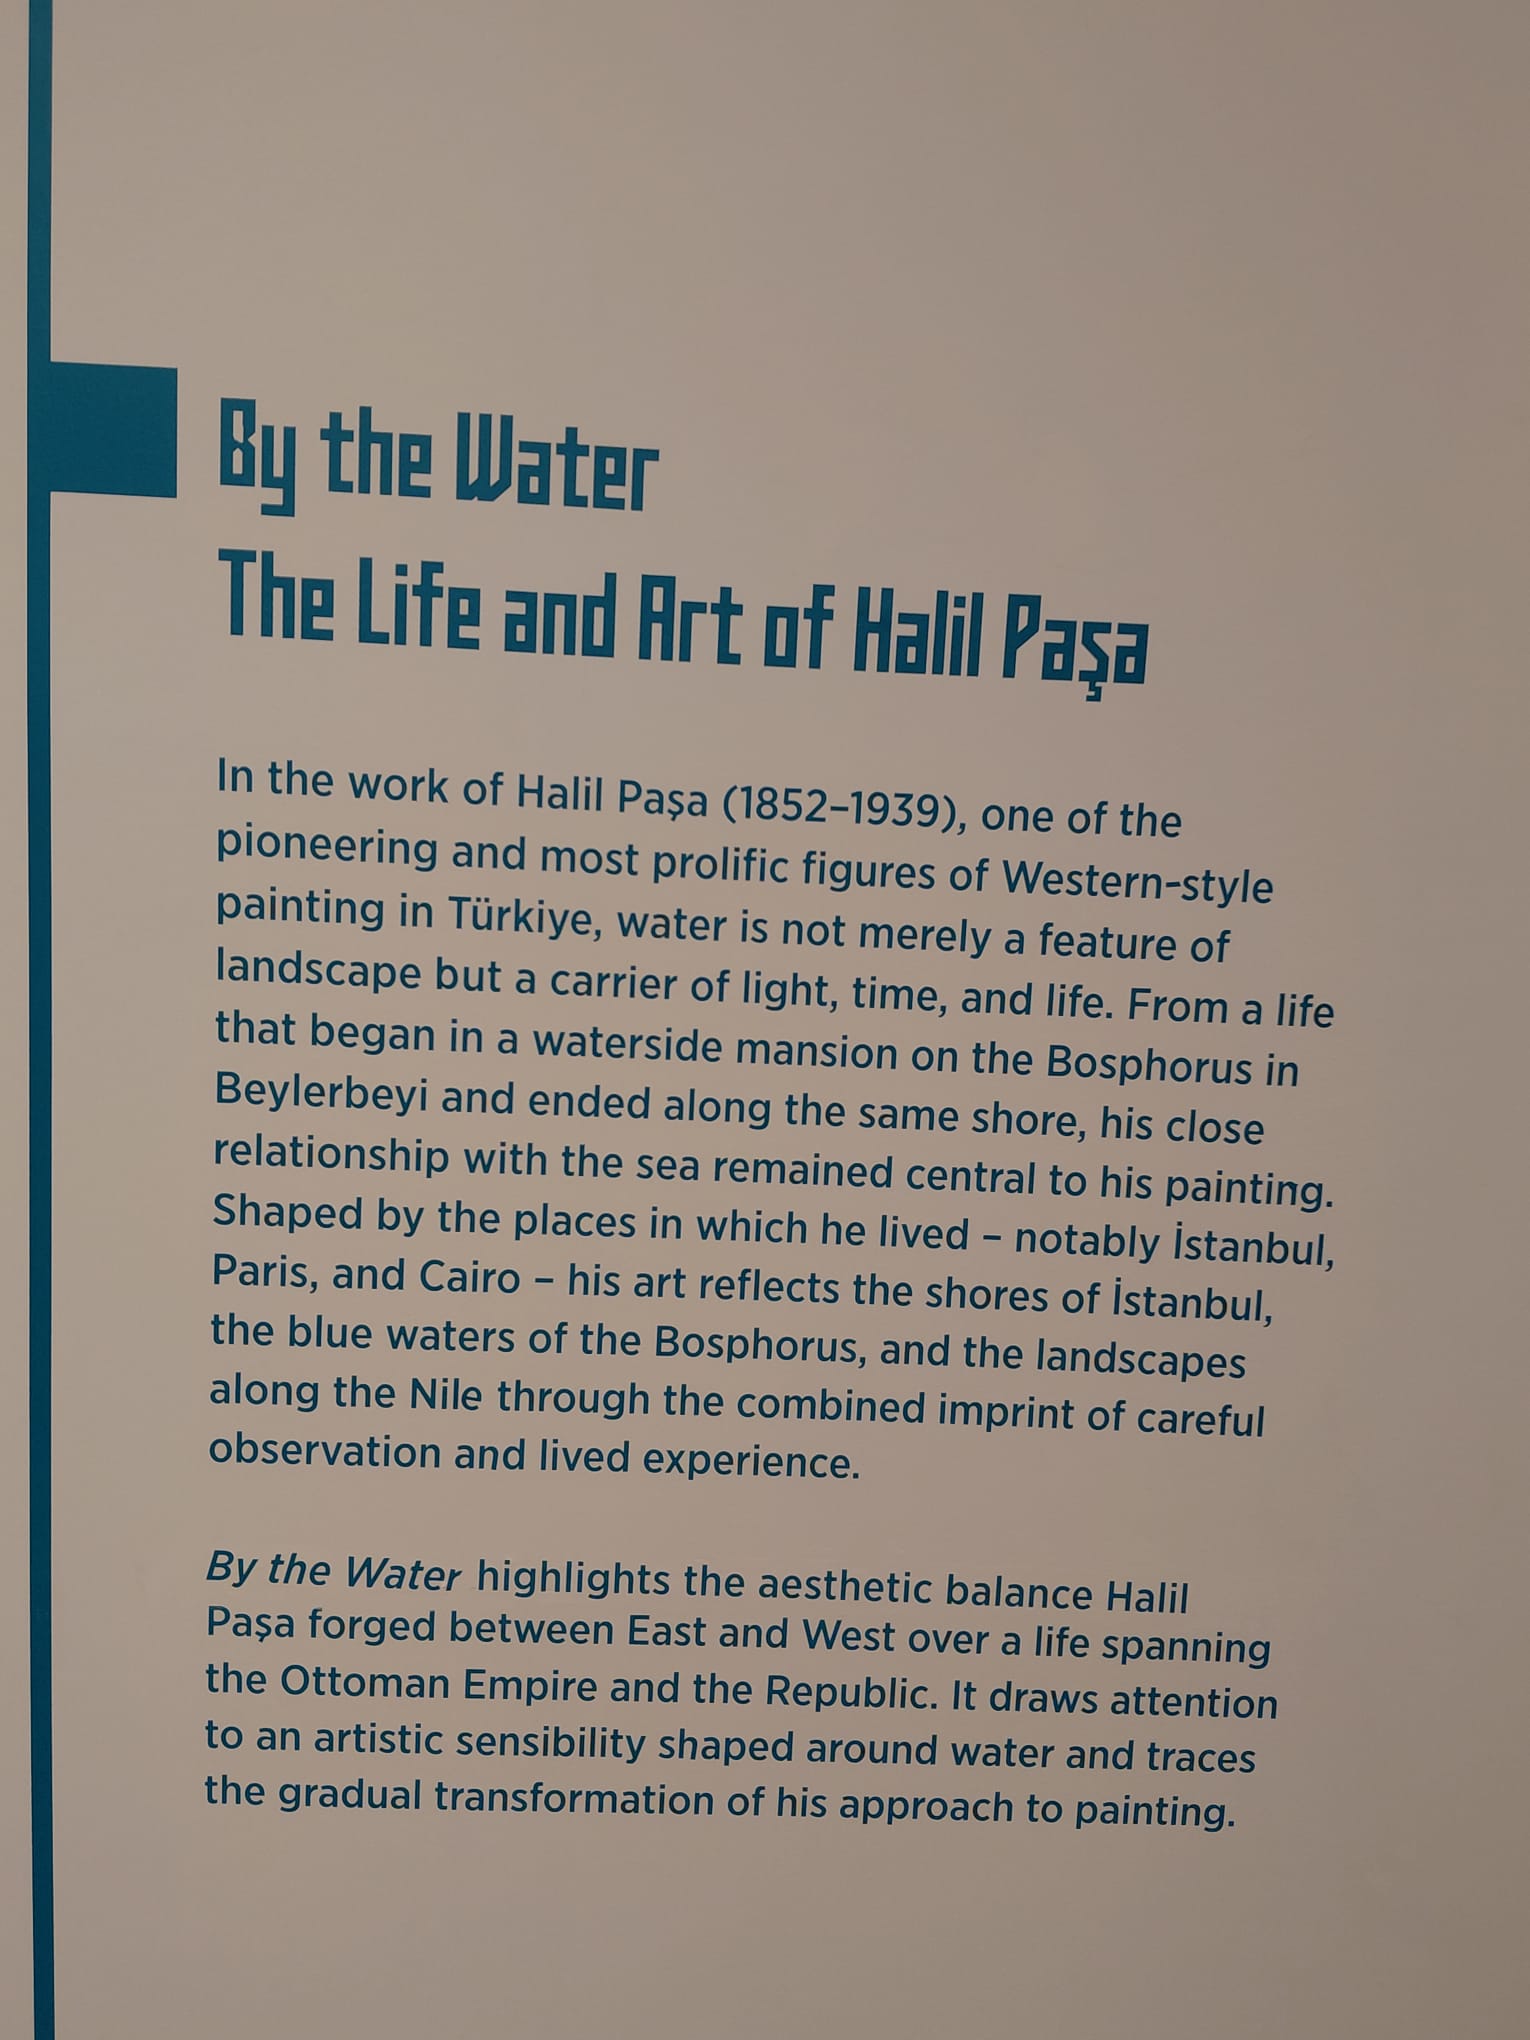 By the Water
The Life and Art of Halil Paşa
In the work of Halil Paşa (1852–1939), one of the
pioneering and most prolific figures of Western-style
painting in Türkiye, water is not merely a feature of
landscape but a carrier of light, time, and life. From a life
that began in a waterside mansion on the Bosphorus in
Beylerbeyi and ended along the same shore, his close
relationship with the sea remained central to his painting.
Shaped by the places in which he lived – notably İstanbul,
Paris, and Cairo – his art reflects the shores of İstanbul,
the blue waters of the Bosphorus, and the landscapes
along the Nile through the combined imprint of careful
observation and lived experience.
By the Water highlights the aesthetic balance Halil
Paşa forged between East and West over a life spanning
the Ottoman Empire and the Republic. It draws attention
to an artistic sensibility shaped around water and traces
the gradual transformation of his approach to painting.